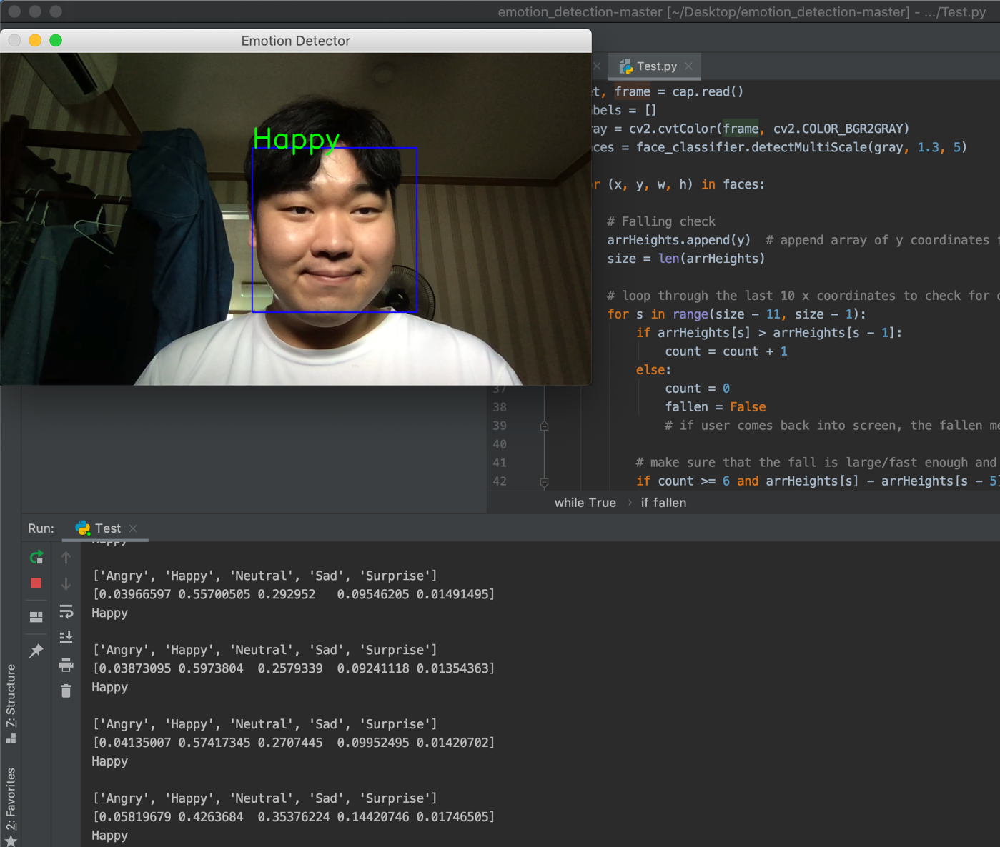 emotion_detection-master [~/Desktop/emotion_detection-master] - .../Test.py
Emotion Detector
Happy
Test.py
et, frame = cap.read()
bels = []
ray = cv2.cvtColor(frame, cv2.COLOR_BGR2GRAY)
ces = face_classifier.detectMultiScale(gray, 1.3, 5)
r (x, y, w, h) in faces:
# Falling check
arrHeights.append(y)  # append array of y coordinates
size = len(arrHeights)
# loop through the last 10 x coordinates to check for
for s in range(size - 11, size - 1):
if arrHeights[s] > arrHeights[s - 1]:
count = count + 1
else:
37 count = 0
38 fallen = False
39 # if user comes back into screen, the fallen me
40
41 # make sure that the fall is large/fast enough and
42 if count >= 6 and arrHeights[s] - arrHeights[s - 5]
while True › if fallen
Run: Test
Happy
['Angry', 'Happy', 'Neutral', 'Sad', 'Surprise']
[0.03966597 0.55700505 0.292952   0.09546205 0.01491495]
Happy
['Angry', 'Happy', 'Neutral', 'Sad', 'Surprise']
[0.03873095 0.5973804  0.2579339  0.09241118 0.01354363]
Happy
['Angry', 'Happy', 'Neutral', 'Sad', 'Surprise']
[0.04135007 0.57417345 0.2707445  0.09952495 0.01420702]
Happy
['Angry', 'Happy', 'Neutral', 'Sad', 'Surprise']
[0.05819679 0.4263684  0.35376224 0.14420746 0.01746505]
Happy
7: Structure
2: Favorites